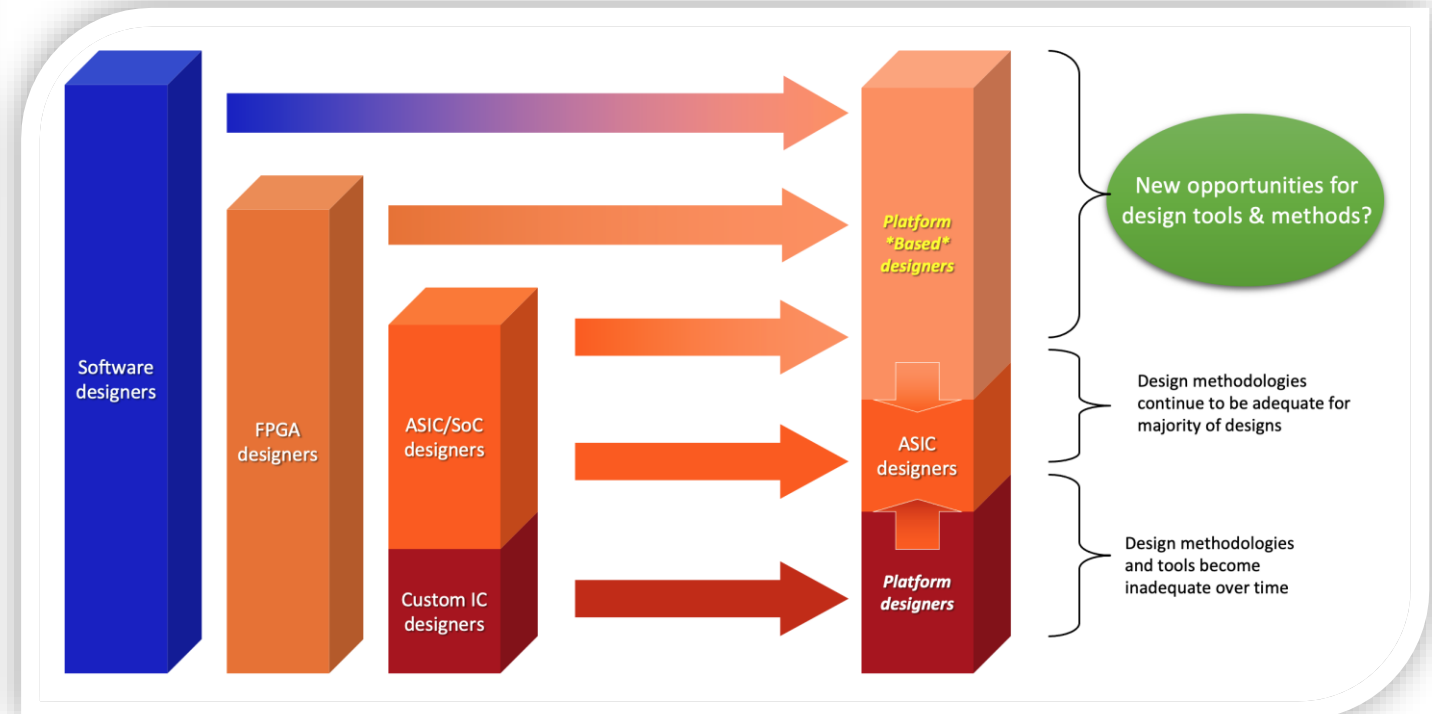 Software
designers
FPGA
designers
ASIC/SoC
designers
Custom IC
designers
Platform
*Based*
designers
ASIC
designers
Platform
designers
New opportunities for
design tools & methods?
Design methodologies
continue to be adequate for
majority of designs
Design methodologies
and tools become
inadequate over time